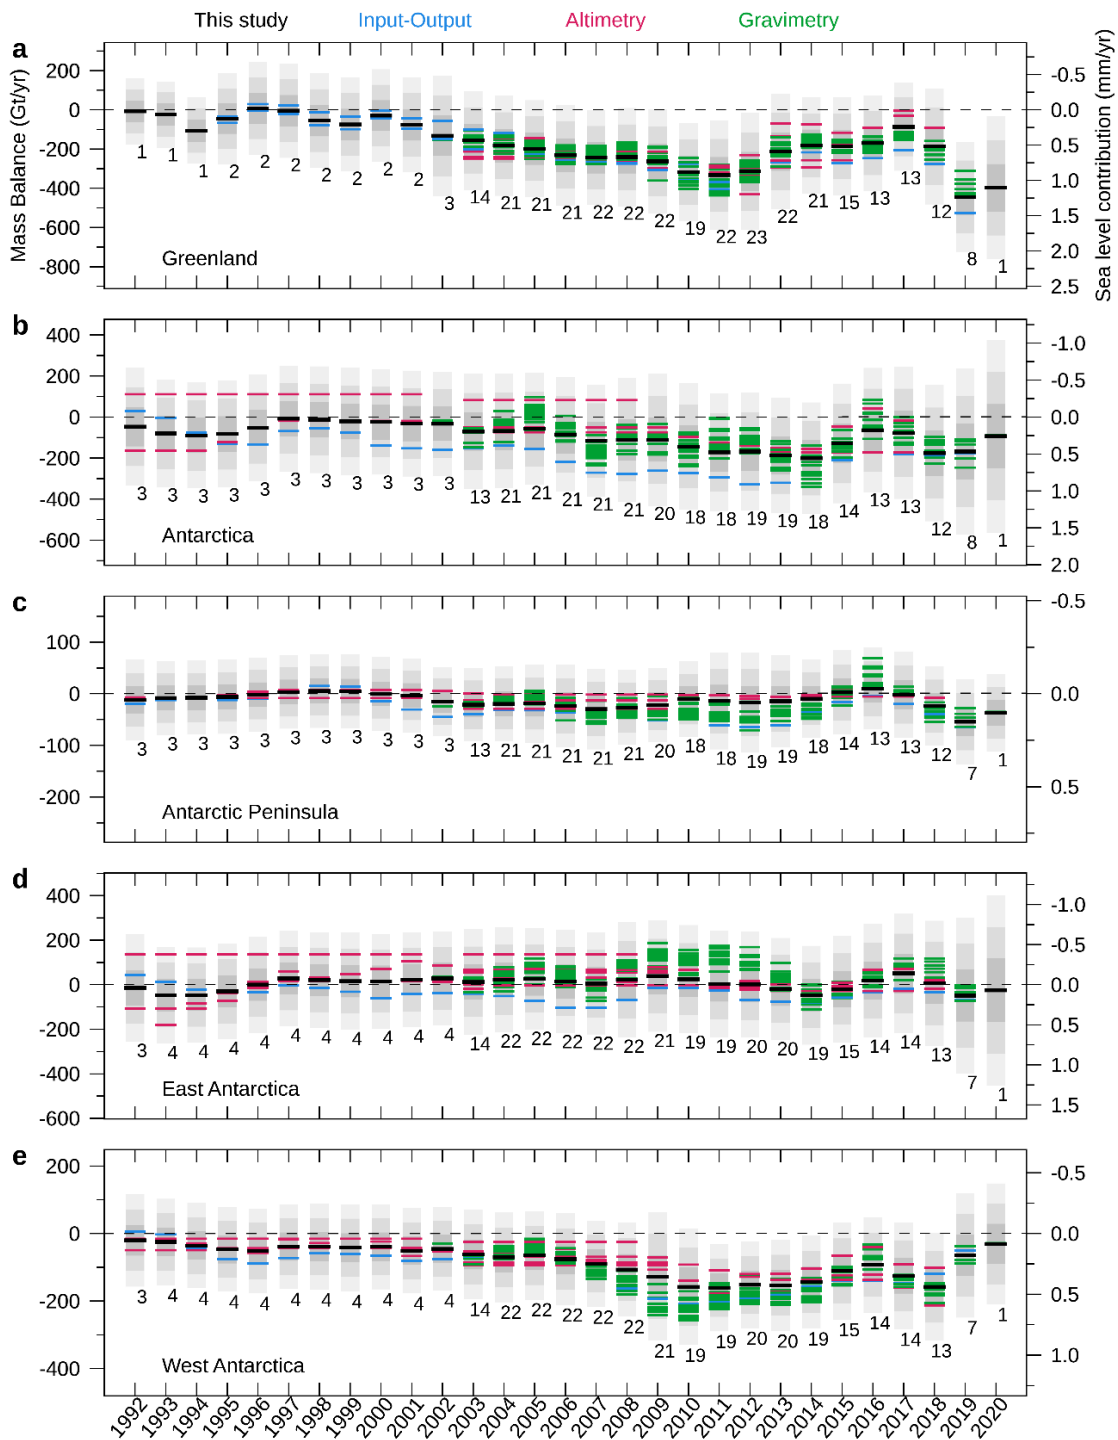 This study Input-Output Altimetry Gravimetry
a
Mass Balance (Gt/yr)
Sea level contribution (mm/yr)
200
0
-200
-400
-600
-800
-0.5
0.0
0.5
1.0
1.5
2.0
2.5
1 1 1 2 2 2 2 2 2 2 3 14 21 21 21 22 22 22 19 22 23 22 21 15 13 13 12 8 1
Greenland
b
400
200
0
-200
-400
-600
-1.0
-0.5
0.0
0.5
1.0
1.5
2.0
3 3 3 3 3 3 3 3 3 3 3 13 21 21 21 21 21 20 18 18 19 19 18 14 13 13 12 8 1
Antarctica
c
100
0
-100
-200
-0.5
0.0
0.5
3 3 3 3 3 3 3 3 3 3 3 13 21 21 21 21 21 20 18 18 19 19 18 14 13 13 12 7 1
Antarctic Peninsula
d
400
200
0
-200
-400
-600
-1.0
-0.5
0.0
0.5
1.0
1.5
3 4 4 4 4 4 4 4 4 4 4 14 22 22 22 22 22 21 19 19 20 20 19 15 14 14 13 7 1
East Antarctica
e
200
0
-200
-400
-0.5
0.0
0.5
1.0
3 4 4 4 4 4 4 4 4 4 4 14 22 22 22 22 22 21 19 19 20 20 19 15 14 14 13 7 1
West Antarctica
1992 1993 1994 1995 1996 1997 1998 1999 2000 2001 2002 2003 2004 2005 2006 2007 2008 2009 2010 2011 2012 2013 2014 2015 2016 2017 2018 2019 2020